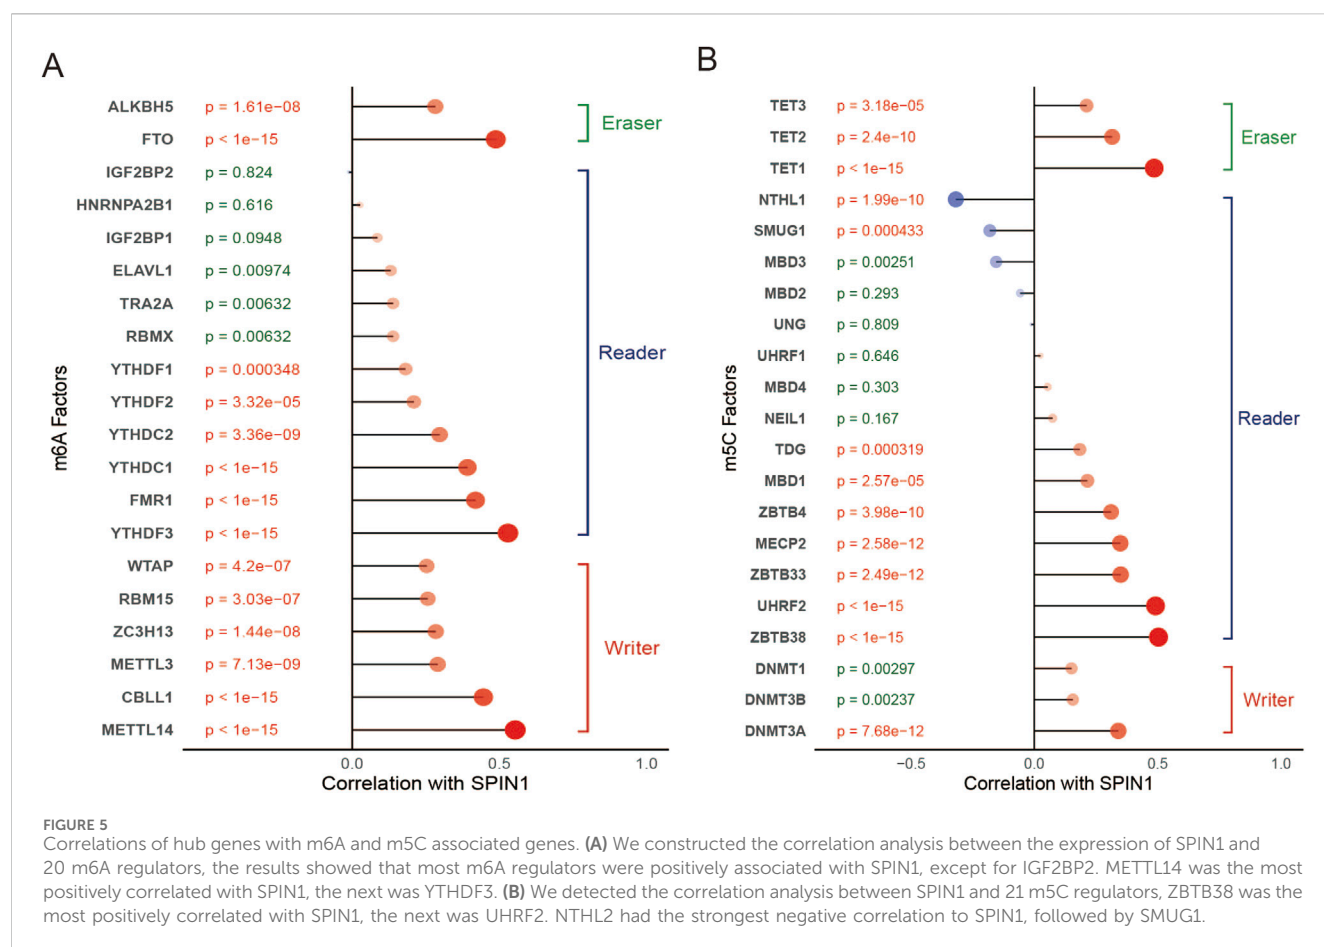 A
ALKBH5 p = 1.61e−08
FTO p < 1e−15
Eraser
IGF2BP2 p = 0.824
HNRNPA2B1 p = 0.616
IGF2BP1 p = 0.0948
ELAVL1 p = 0.00974
TRA2A p = 0.00632
RBMX p = 0.00632
YTHDF1 p = 0.000348
YTHDF2 p = 3.32e−05
YTHDC2 p = 3.36e−09
YTHDC1 p < 1e−15
FMR1 p < 1e−15
YTHDF3 p < 1e−15
Reader
WTAP p = 4.2e−07
RBM15 p = 3.03e−07
ZC3H13 p = 1.44e−08
METTL3 p = 7.13e−09
CBLL1 p < 1e−15
METTL14 p < 1e−15
Writer
m6A Factors
0.0 0.5 1.0
Correlation with SPIN1
B
TET3 p = 3.18e−05
TET2 p = 2.4e−10
TET1 p < 1e−15
Eraser
NTHL1 p = 1.99e−10
SMUG1 p = 0.000433
MBD3 p = 0.00251
MBD2 p = 0.293
UNG p = 0.809
UHRF1 p = 0.646
MBD4 p = 0.303
NEIL1 p = 0.167
TDG p = 0.000319
MBD1 p = 2.57e−05
ZBTB4 p = 3.98e−10
MECP2 p = 2.58e−12
ZBTB33 p = 2.49e−12
UHRF2 p < 1e−15
ZBTB38 p < 1e−15
Reader
DNMT1 p = 0.00297
DNMT3B p = 0.00237
DNMT3A p = 7.68e−12
Writer
m5C Factors
−0.5 0.0 0.5 1.0
Correlation with SPIN1
FIGURE 5
Correlations of hub genes with m6A and m5C associated genes. (A) We constructed the correlation analysis between the expression of SPIN1 and
20 m6A regulators, the results showed that most m6A regulators were positively associated with SPIN1, except for IGF2BP2. METTL14 was the most
positively correlated with SPIN1, the next was YTHDF3. (B) We detected the correlation analysis between SPIN1 and 21 m5C regulators, ZBTB38 was the
most positively correlated with SPIN1, the next was UHRF2. NTHL2 had the strongest negative correlation to SPIN1, followed by SMUG1.